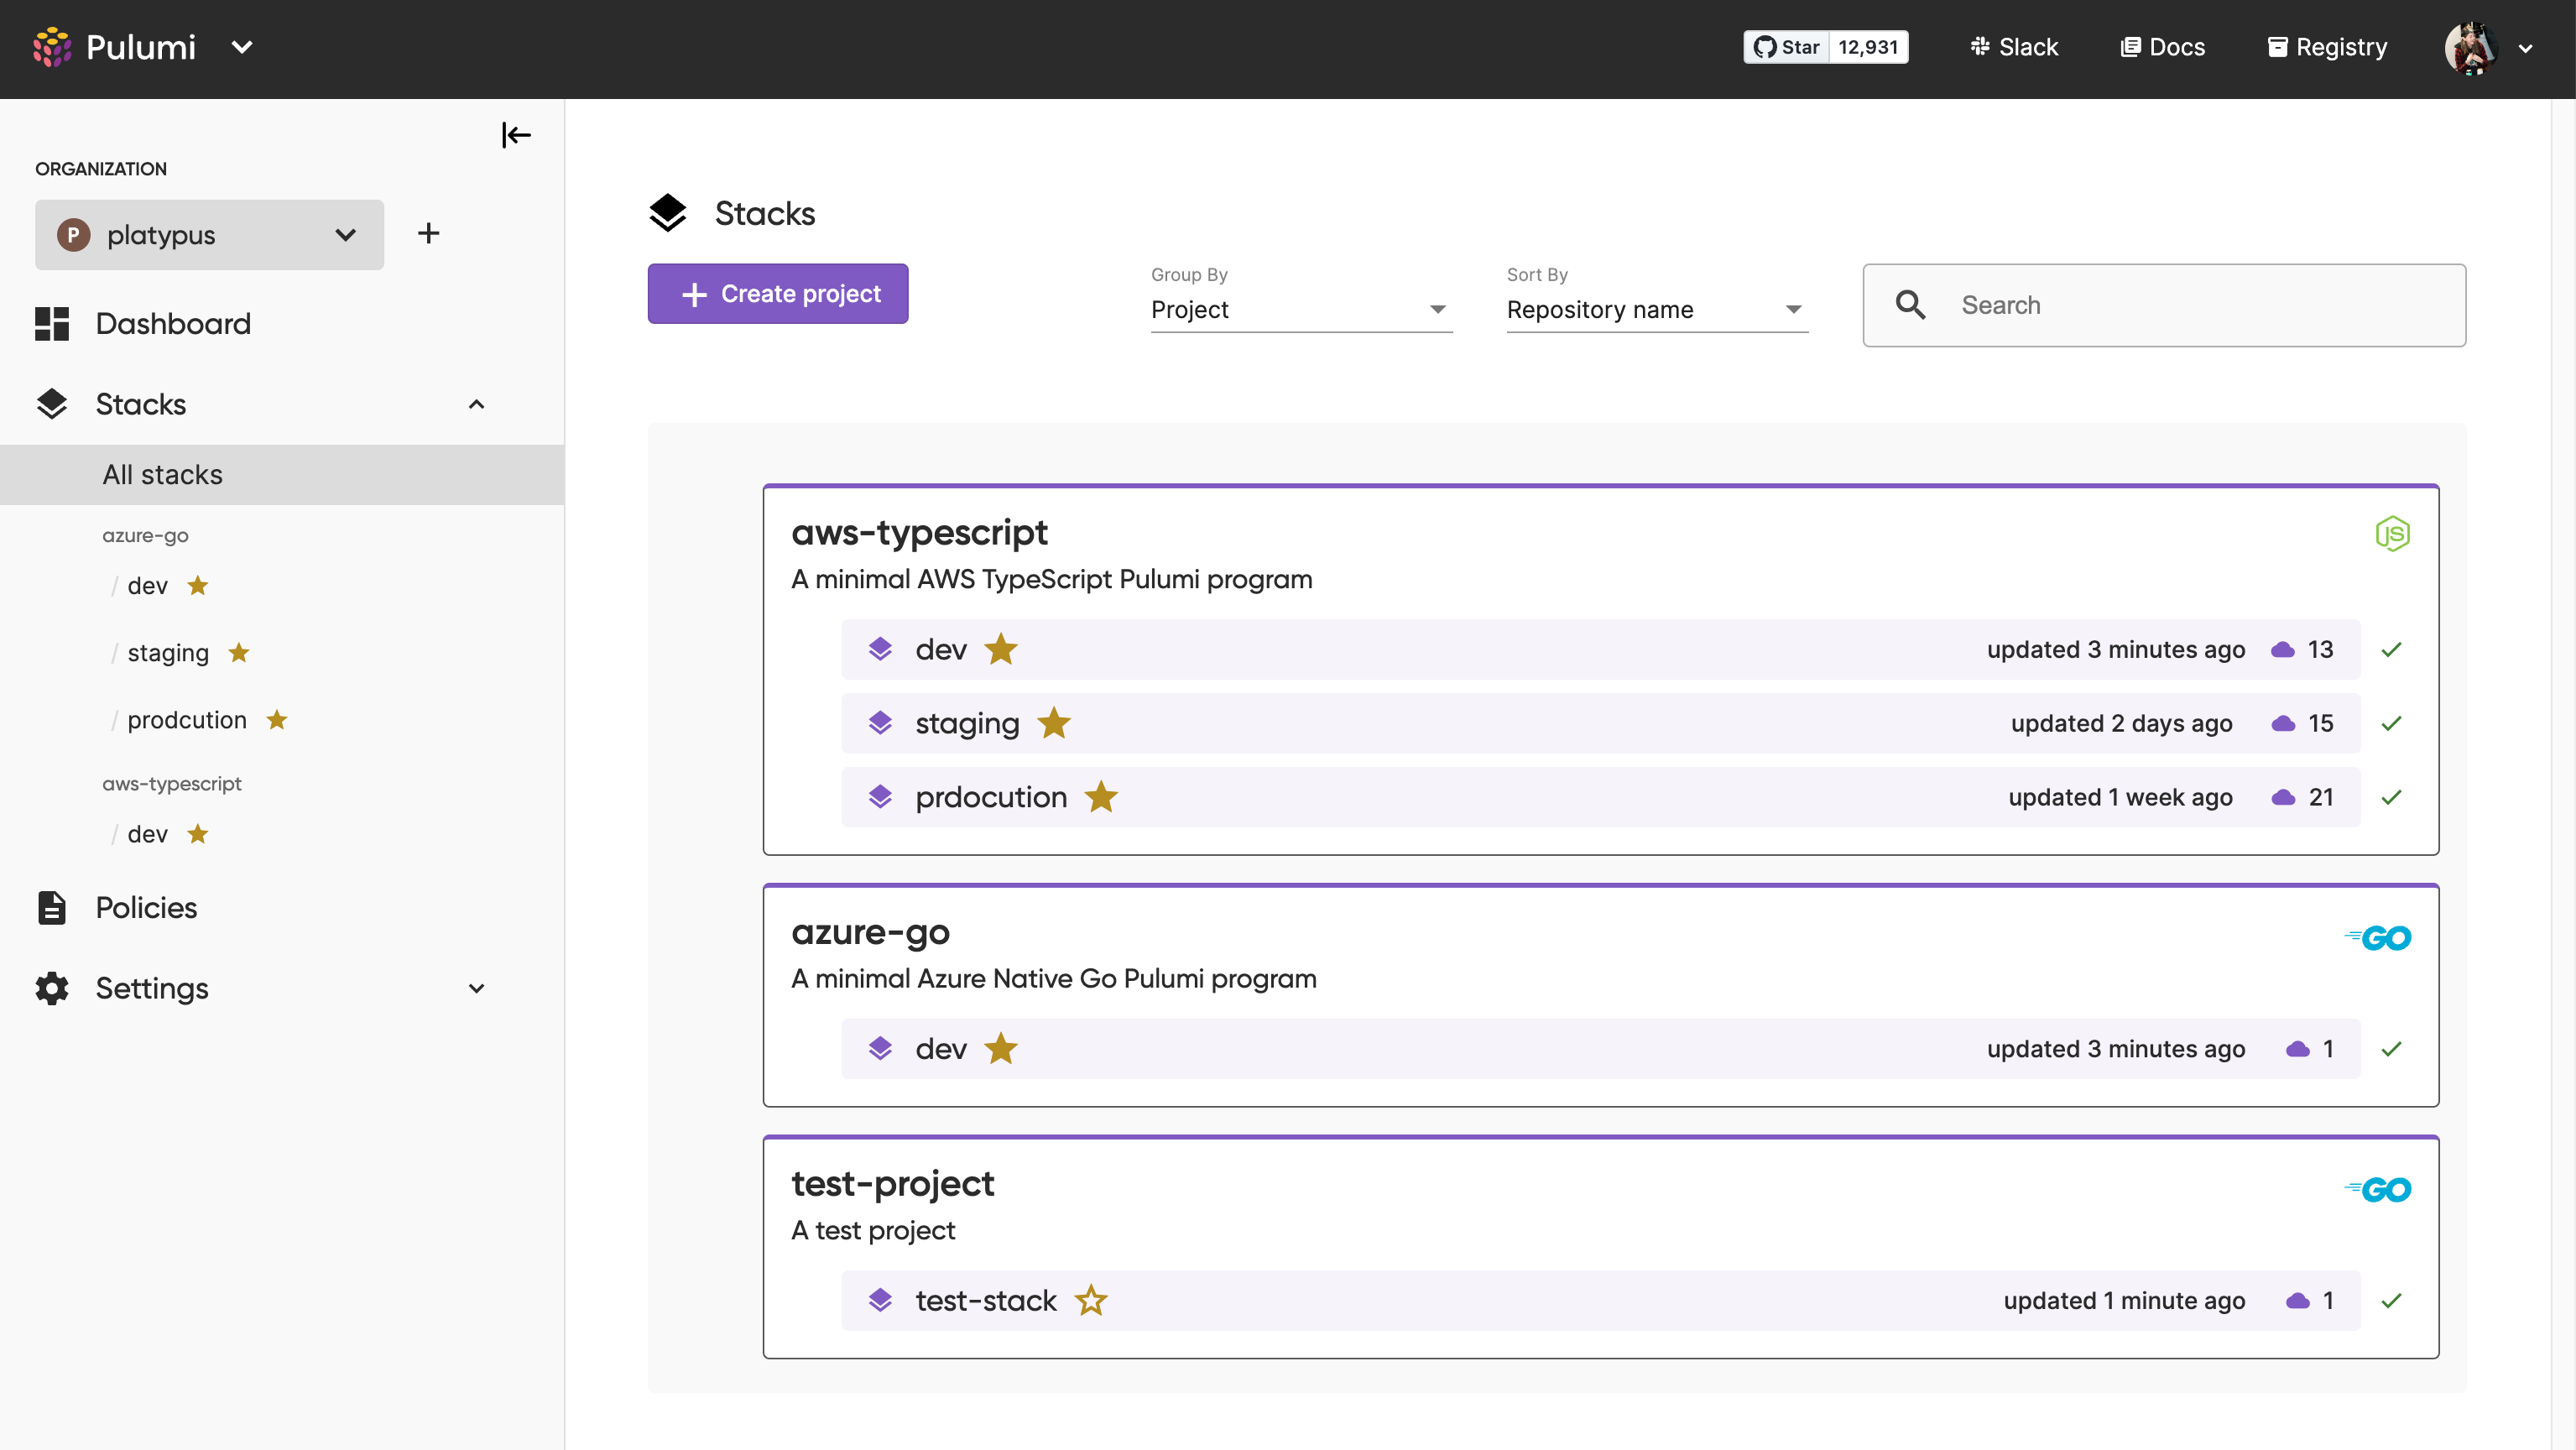 Pulumi
Star 12,931
Slack
Docs
Registry
ORGANIZATION
P platypus
Dashboard
Stacks
All stacks
azure-go
/ dev
/ staging
/ prodcution
aws-typescript
/ dev
Policies
Settings
Stacks
Create project
Group By
Project
Sort By
Repository name
Search
aws-typescript
JS
A minimal AWS TypeScript Pulumi program
dev updated 3 minutes ago 13
staging updated 2 days ago 15
prdocution updated 1 week ago 21
azure-go
GO
A minimal Azure Native Go Pulumi program
dev updated 3 minutes ago 1
test-project
GO
A test project
test-stack updated 1 minute ago 1